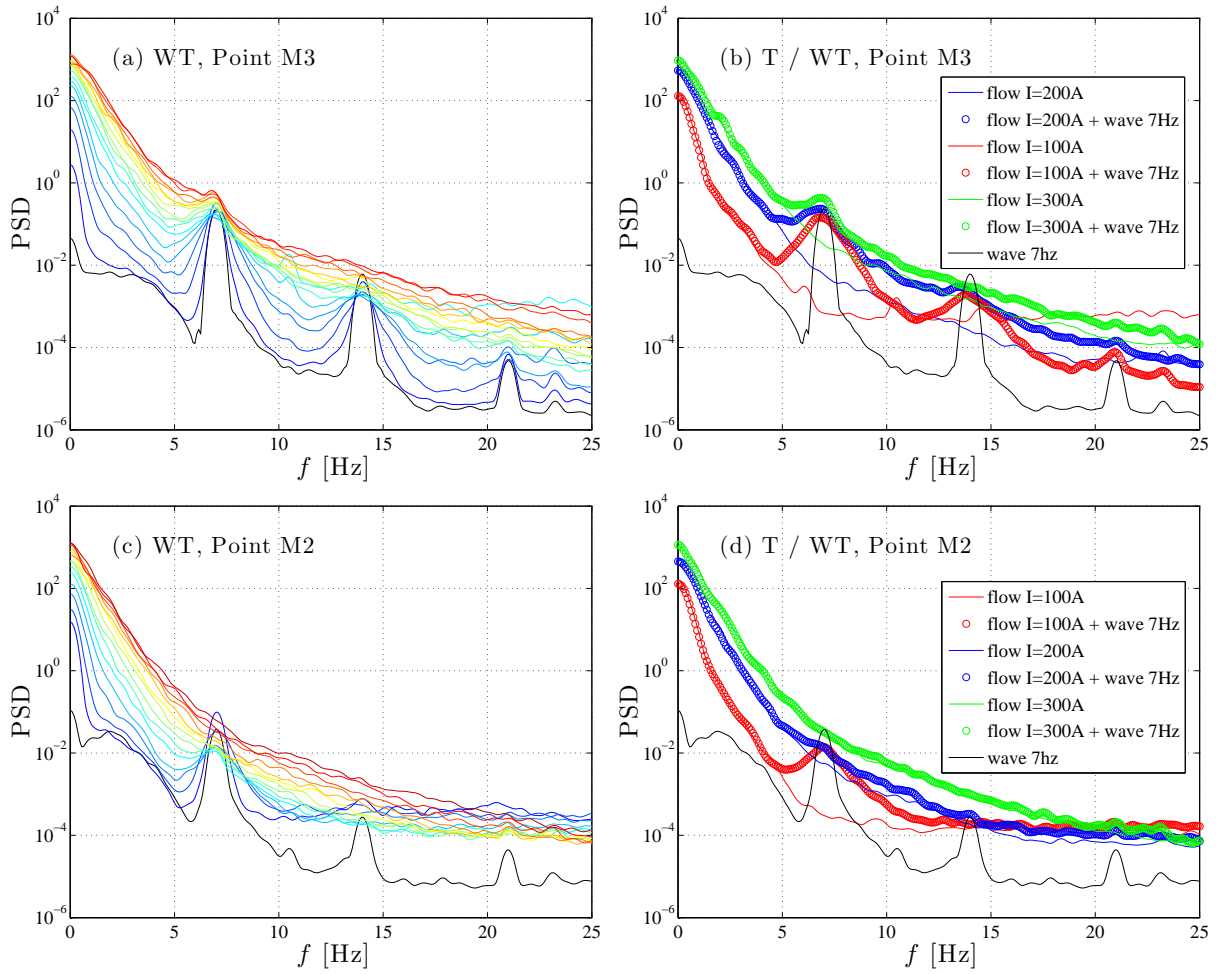 (a) WT, Point M3
PSD
10^4
10^2
10^0
10^-2
10^-4
10^-6
0 5 10 15 20 25
f [Hz]
(b) T / WT, Point M3
PSD
10^4
10^2
10^0
10^-2
10^-4
10^-6
flow I=200A
flow I=200A + wave 7Hz
flow I=100A
flow I=100A + wave 7Hz
flow I=300A
flow I=300A + wave 7Hz
wave 7hz
0 5 10 15 20 25
f [Hz]
(c) WT, Point M2
PSD
10^4
10^2
10^0
10^-2
10^-4
10^-6
0 5 10 15 20 25
f [Hz]
(d) T / WT, Point M2
PSD
10^4
10^2
10^0
10^-2
10^-4
10^-6
flow I=100A
flow I=100A + wave 7Hz
flow I=200A
flow I=200A + wave 7Hz
flow I=300A
flow I=300A + wave 7Hz
wave 7hz
0 5 10 15 20 25
f [Hz]